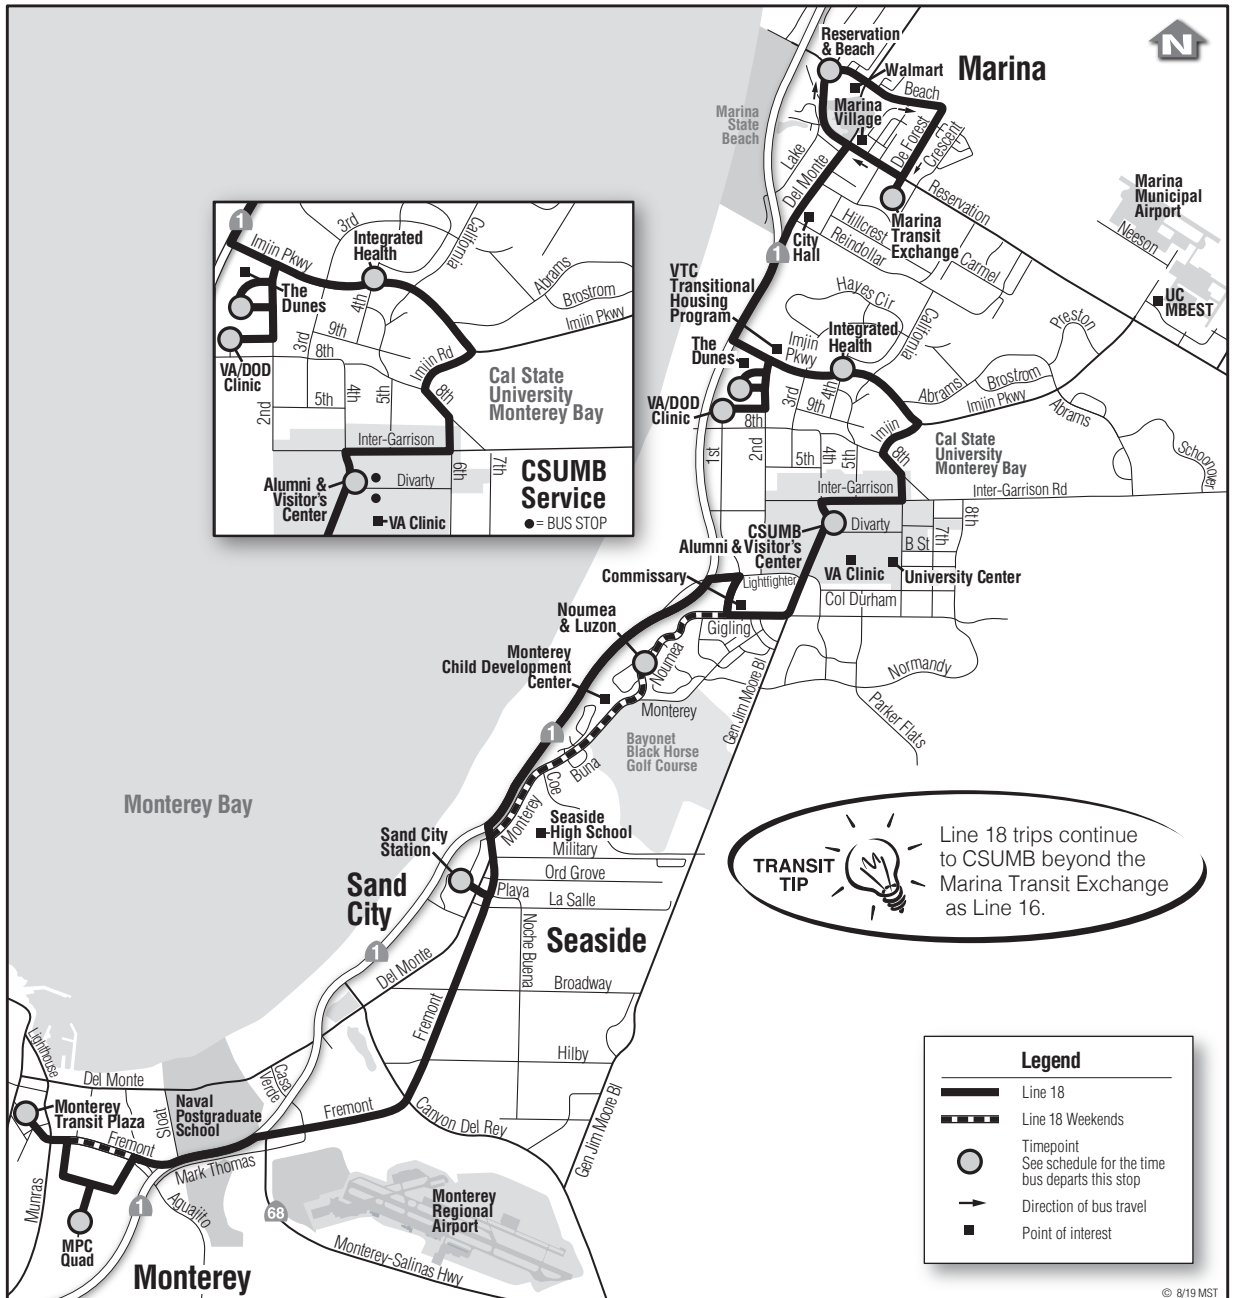 N
Marina
Reservation
& Beach
Walmart
Beach
Marina
Village
Marina
State
Beach
De Forest
Crescent
Lake
Del Monte
Reservation
Marina
Municipal
Airport
Neeson
Marina
Transit
Exchange
City
Hall
Hillcrest
Reindollar
Carmel
1
UC
MBEST
VTC
Transitional
Housing
Program
Hayes Cir
California
Preston
Integrated
Health
Imjin
Pkwy
The
Dunes
3rd
4th
9th
Abrams
Brostrom
Imjin Pkwy
Abrams
VA/DOD
Clinic
8th
Imjin
8th
Cal State
University
Monterey Bay
Schoonover
1st
2nd
5th
4th
5th
Inter-Garrison
Inter-Garrison Rd
CSUMB
Alumni & Visitor's
Center
Divarty
7th
8th
B St
VA Clinic
University Center
Commissary
Lightfighter
Col Durham
Noumea
& Luzon
Gigling
Monterey
Child Development
Center
Noumea
Normandy
Monterey
Gen Jim Moore Bl
Parker Flats
1
Bayonet
Black Horse
Golf Course
Buna
Coe
Monterey
1
Imjin Pkwy
3rd
Integrated
Health
California
The
Dunes
4th
Abrams
Brostrom
Imjin Pkwy
9th
3rd
8th
Imjin Rd
VA/DOD
Clinic
Cal State
University
Monterey Bay
2nd
5th
4th
5th
8th
Inter-Garrison
6th
7th
Alumni &
Visitor's
Center
Divarty
VA Clinic
CSUMB
Service
= BUS STOP
Monterey Bay
Sand City
Station
Seaside
High School
Military
Ord Grove
Playa
La Salle
Sand
City
Seaside
Noche Buena
1
Del Monte
Broadway
Fremont
Hilby
TRANSIT
TIP
Line 18 trips continue
to CSUMB beyond the
Marina Transit Exchange
as Line 16.
Lighthouse
Del Monte
Casa
Verde
Monterey
Transit Plaza
Sloat
Naval
Postgraduate
School
Fremont
Canyon Del Rey
Gen Jim Moore Bl
Fremont
Mark Thomas
Munras
1
Aguajito
68
Monterey
Regional
Airport
MPC
Quad
Monterey
Monterey-Salinas Hwy
Legend
Line 18
Line 18 Weekends
Timepoint
See schedule for the time
bus departs this stop
Direction of bus travel
Point of interest
© 8/19 MST